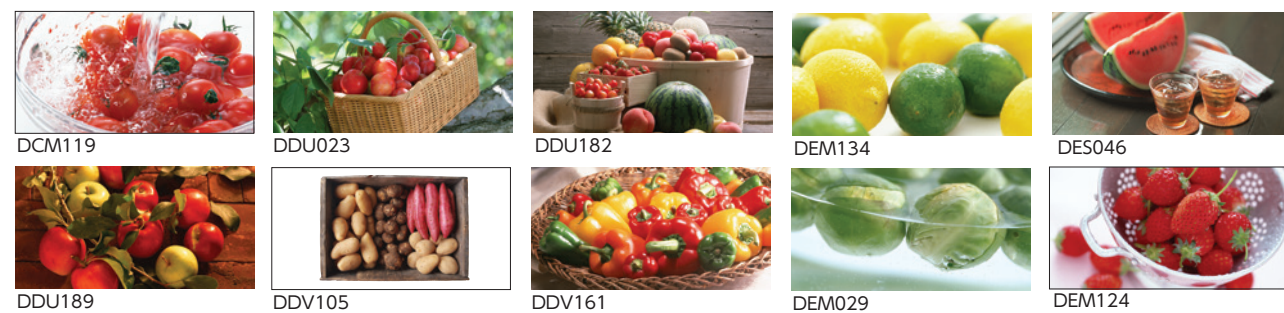 DCM119
DDU023
DDU182
DEM134
DES046
DDU189
DDV105
DDV161
DEM029
DEM124